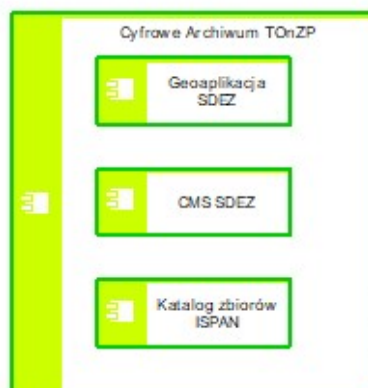 Cyfrowe Archiwum TOnZP
Geoaplikacja
SDEZ
CMS SDEZ
Katalog zbiorów
ISPAN